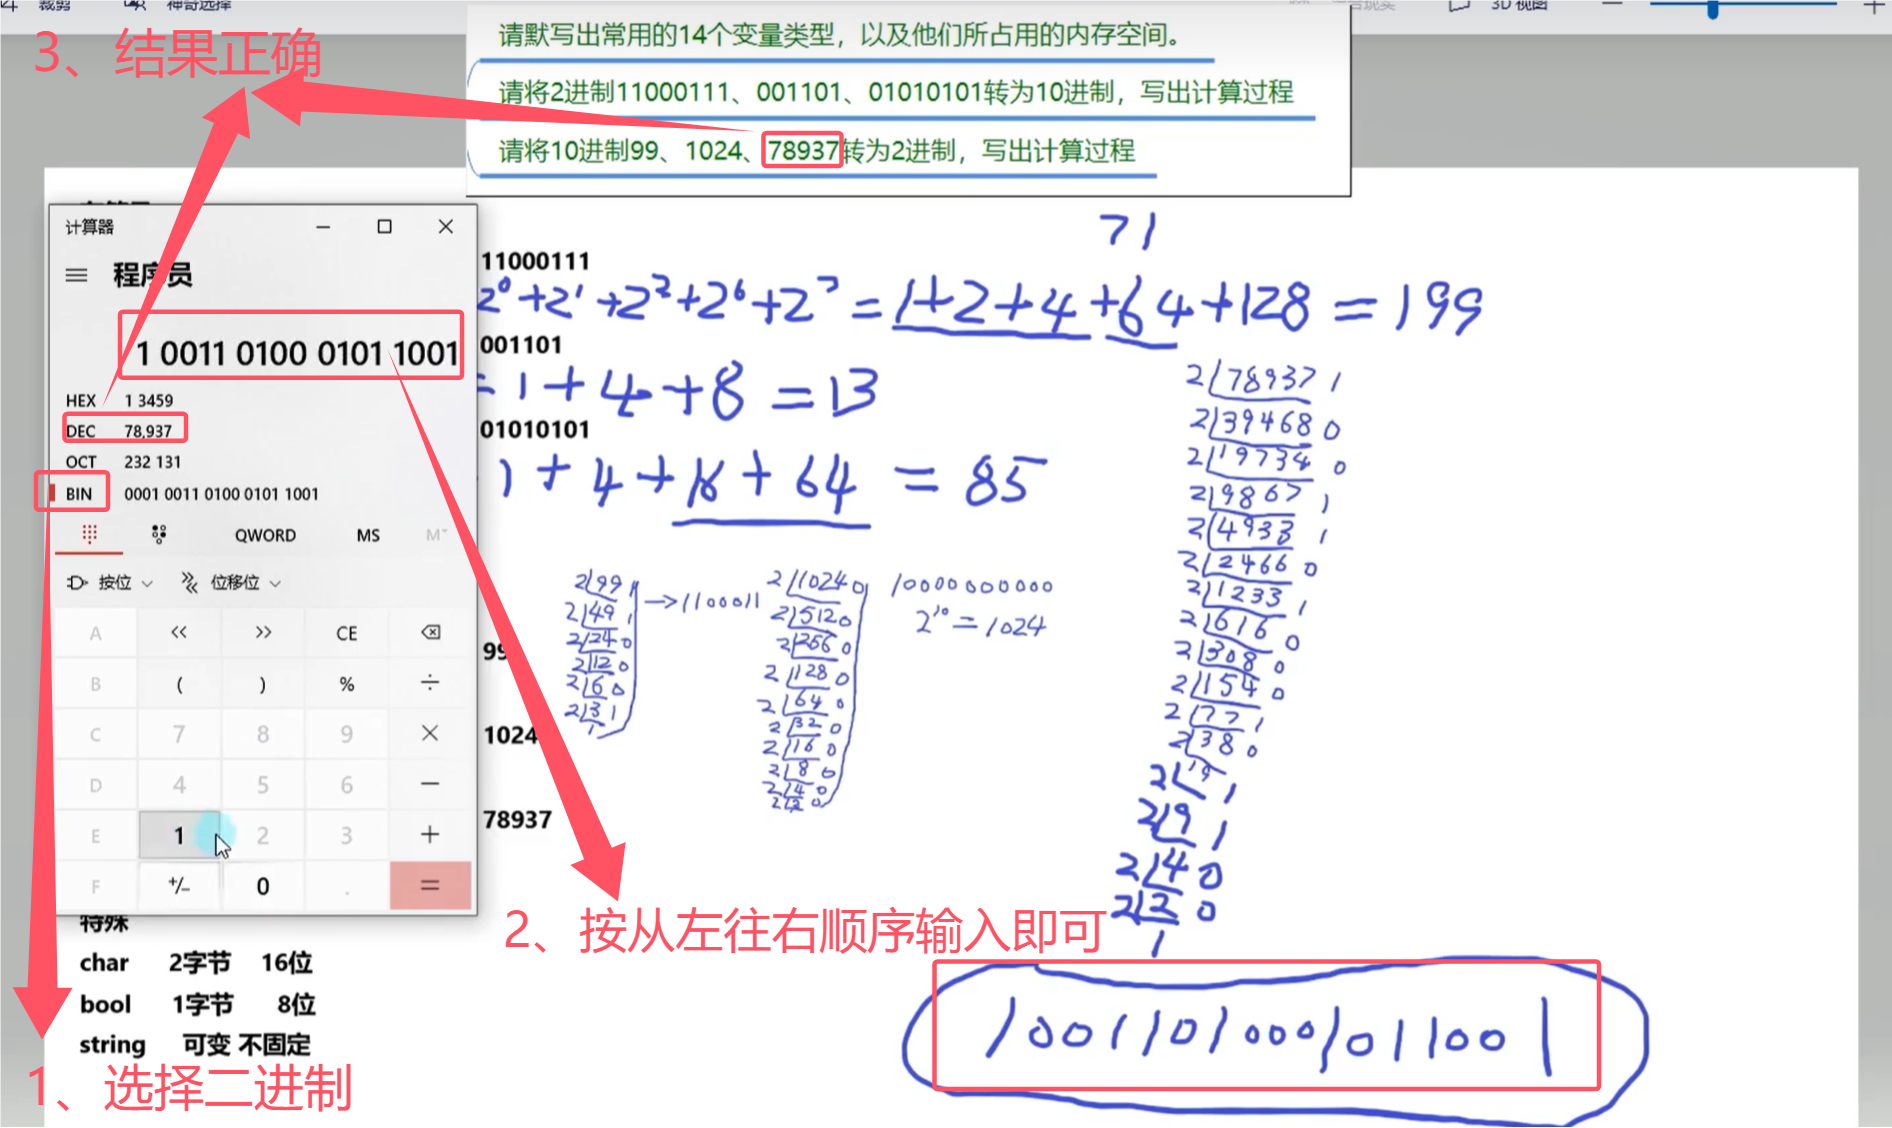 裁剪
神奇选择
3D 视图
3、结果正确
请默写出常用的14个变量类型，以及他们所占用的内存空间。
请将2进制11000111、001101、01010101转为10进制，写出计算过程
请将10进制99、1024、78937转为2进制，写出计算过程
计算器
程序员
1 0011 0100 0101 1001
HEX 1 3459
DEC 78,937
OCT 232 131
BIN 0001 0011 0100 0101 1001
QWORD MS M
按位 位移位
A << >> CE
B ( ) % ÷
C 7 8 9 ×
D 4 5 6 −
E 1 2 3 +
F +/- 0 . =
71
11000111
2⁰+2¹+2²+2⁶+2⁷=1+2+4+64+128=199
001101
=1+4+8=13
01010101
1+4+16+64=85
99
2|99 1
2|49 1
2|24 0
2|12 0
2|6 0
2|3 1
1
→1100011
1024
2|1024 0
2|512 0
2|256 0
2|128 0
2|64 0
2|32 0
2|16 0
2|8 0
2|4 0
2|2 0
10000000000
2¹⁰=1024
78937
2|78937 1
2|39468 0
2|19734 0
2|9867 1
2|4933 1
2|2466 0
2|1233 1
2|616 0
2|308 0
2|154 0
2|77 1
2|38 0
2|19 1
2|9 1
2|4 0
2|2 0
1
2、按从左往右顺序输入即可
10011010001011001
特殊
char 2字节 16位
bool 1字节 8位
string 可变 不固定
1、选择二进制